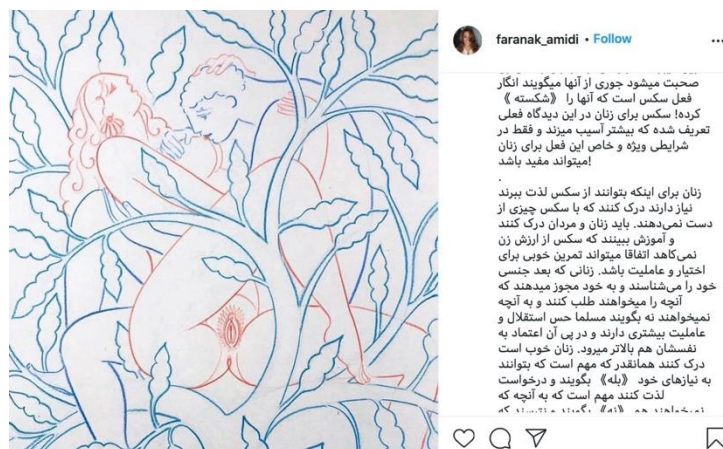 faranak_amidi • Follow
صحبت میشود جوری از آنها میگویند انگار
فعل سکس است که آنها را 《شکسته 》
کرده! سکس برای زنان در این دیدگاه فعلی
تعریف شده که بیشتر آسیب میزند و فقط در
شرایطی ویژه و خاص این فعل برای زنان
میتواند مفید باشد!
.
زنان برای اینکه بتوانند از سکس لذت ببرند
نیاز دارند درک کنند که با سکس چیزی از
دست نمی‌دهند. باید زنان و مردان درک کنند
و آموزش ببینند که سکس از ارزش زن
نمی‌کاهد اتفاقا میتواند تمرین خوبی برای
اختیار و عاملیت باشد. زنانی که بعد جنسی
خود را می‌شناسند و به خود مجوز میدهند که
آنچه را میخواهند طلب کنند و به آنچه
نمیخواهند نه بگویند مسلما حس استقلال و
عاملیت بیشتری دارند و در پی آن اعتماد به
نفسشان هم بالاتر میرود. زنان خوب است
درک کنند همانقدر که مهم است که بتوانند
به نیازهای خود 《بله》 بگویند و درخواست
لذت کنند مهم است که به آنچه که
نمیخواهند هم 《نه》 بگویند و نترسند که